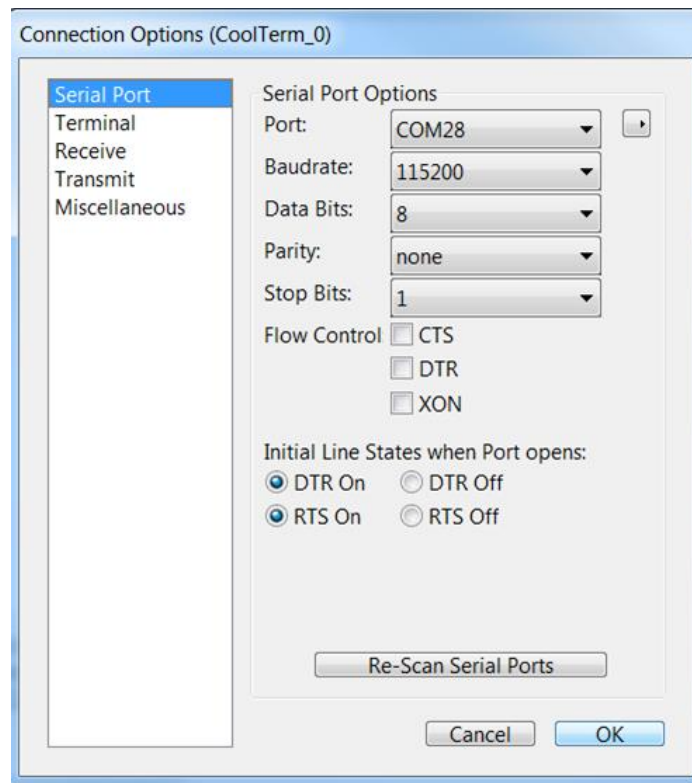 Connection Options (CoolTerm_0)
Serial Port
Terminal
Receive
Transmit
Miscellaneous
Serial Port Options
Port: COM28
Baudrate: 115200
Data Bits: 8
Parity: none
Stop Bits: 1
Flow Control CTS
DTR
XON
Initial Line States when Port opens:
DTR On DTR Off
RTS On RTS Off
Re-Scan Serial Ports
Cancel OK